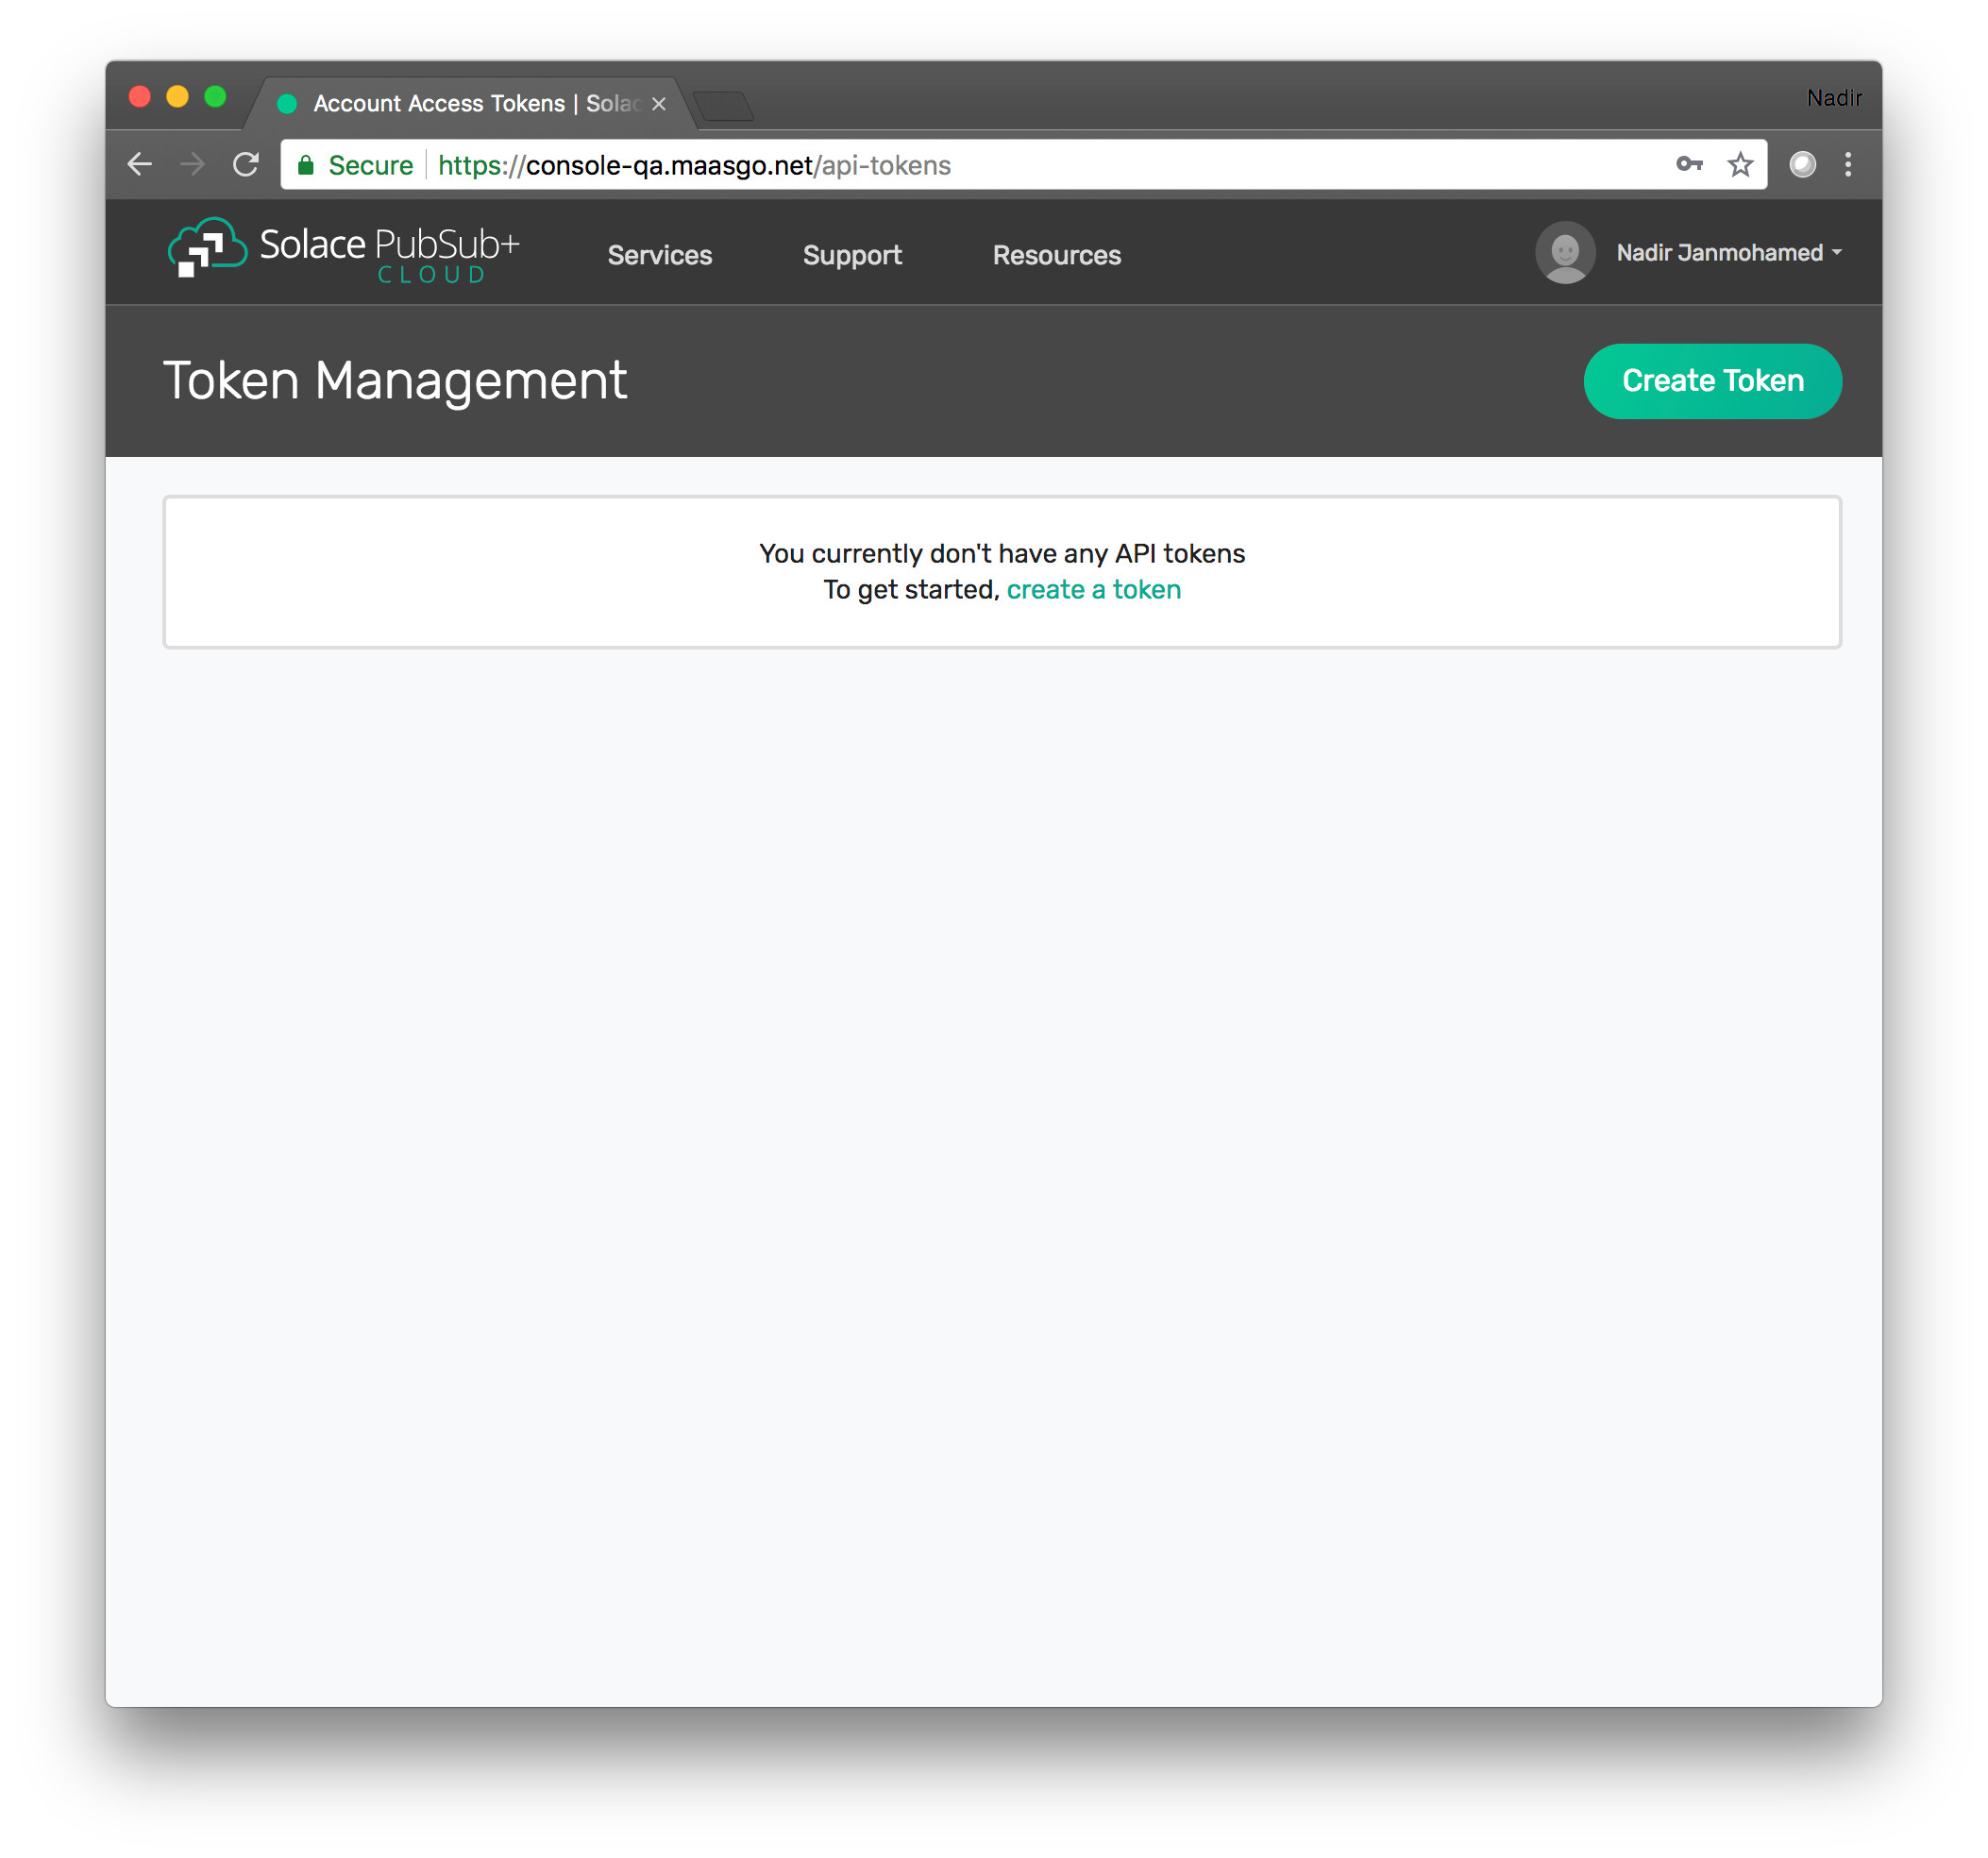 Account Access Tokens | Solac
Nadir
Secure
https://console-qa.maasgo.net/api-tokens
Solace PubSub+
CLOUD
Services
Support
Resources
Nadir Janmohamed
Token Management
Create Token
You currently don't have any API tokens
To get started, create a token